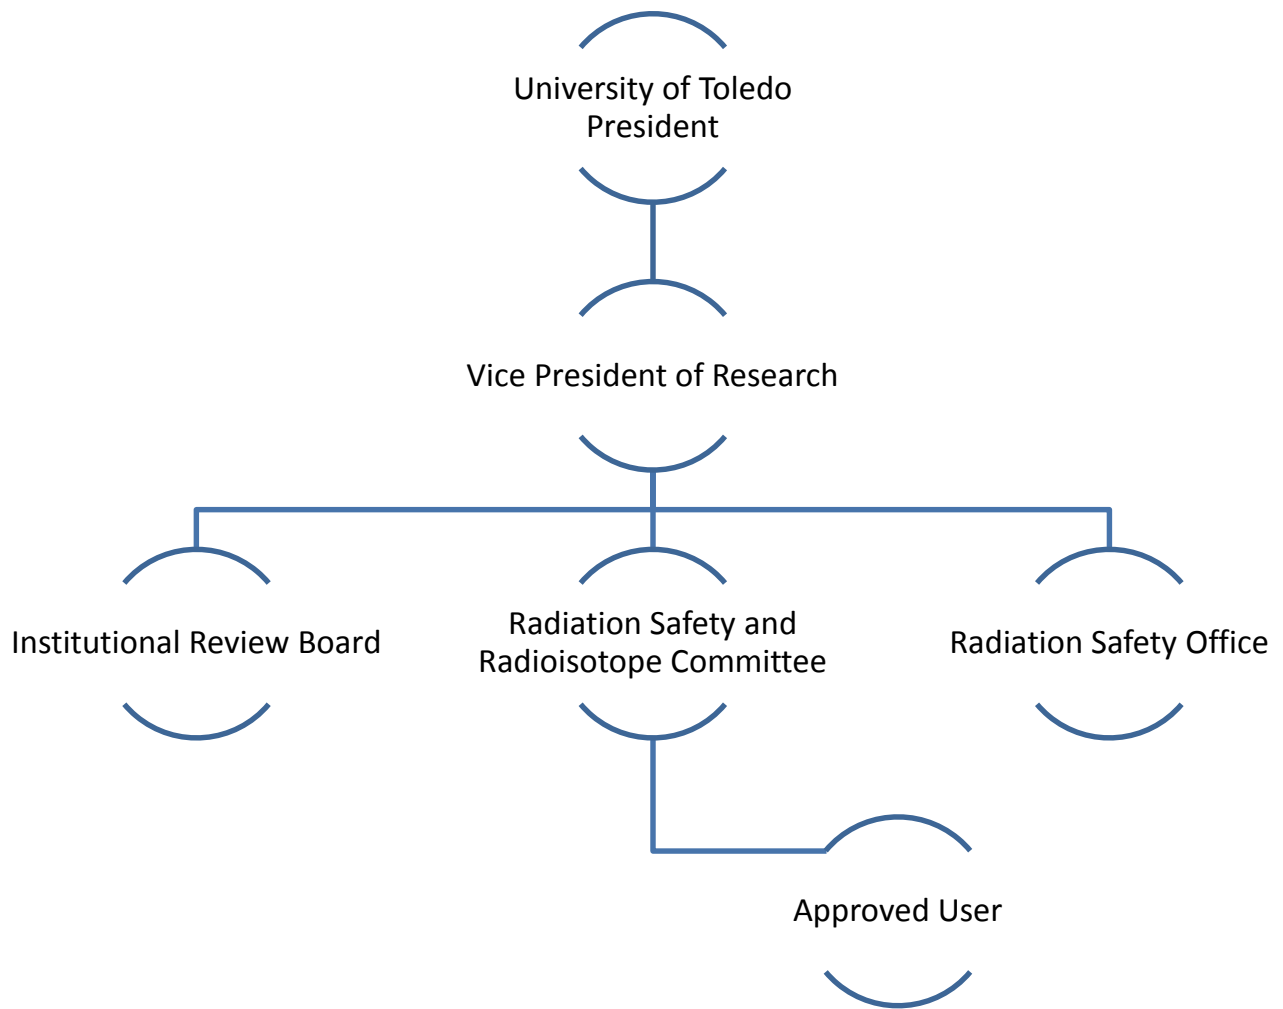 University of Toledo
President
Vice President of Research
Institutional Review Board
Radiation Safety and
Radioisotope Committee
Radiation Safety Office
Approved User